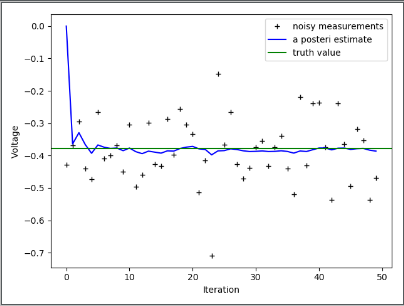 noisy measurements
a posteri estimate
truth value
0.0
−0.1
−0.2
−0.3
−0.4
−0.5
−0.6
−0.7
Voltage
0 10 20 30 40 50
Iteration